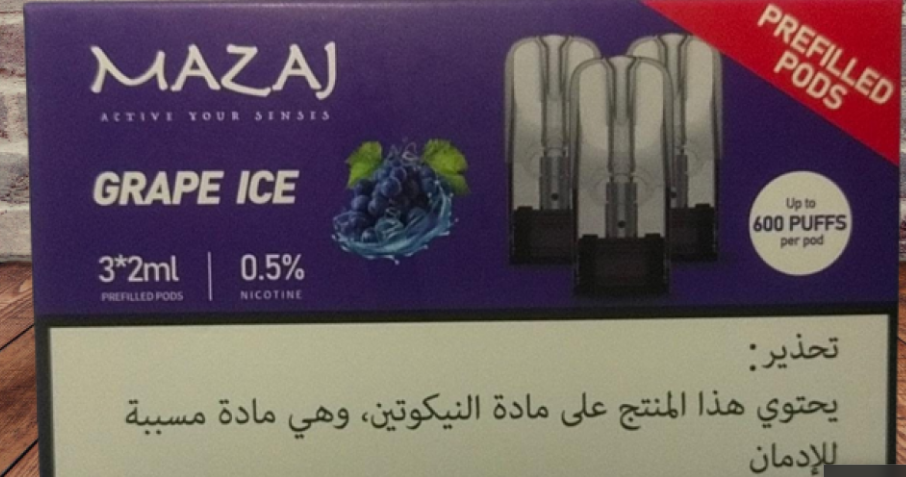 MAZAJ
ACTIVE YOUR SENSES
GRAPE ICE
3*2ml
PREFILLED PODS
0.5%
NICOTINE
PREFILLED
PODS
Up to
600 PUFFS
per pod
تحذير:
يحتوي هذا المنتج على مادة النيكوتين، وهي مادة مسببة
للإدمان